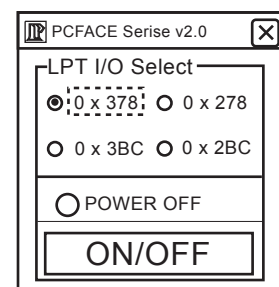 PCFACE Serise v2.0
LPT I/O Select
0 x 378 0 x 278
0 x 3BC 0 x 2BC
POWER OFF
ON/OFF